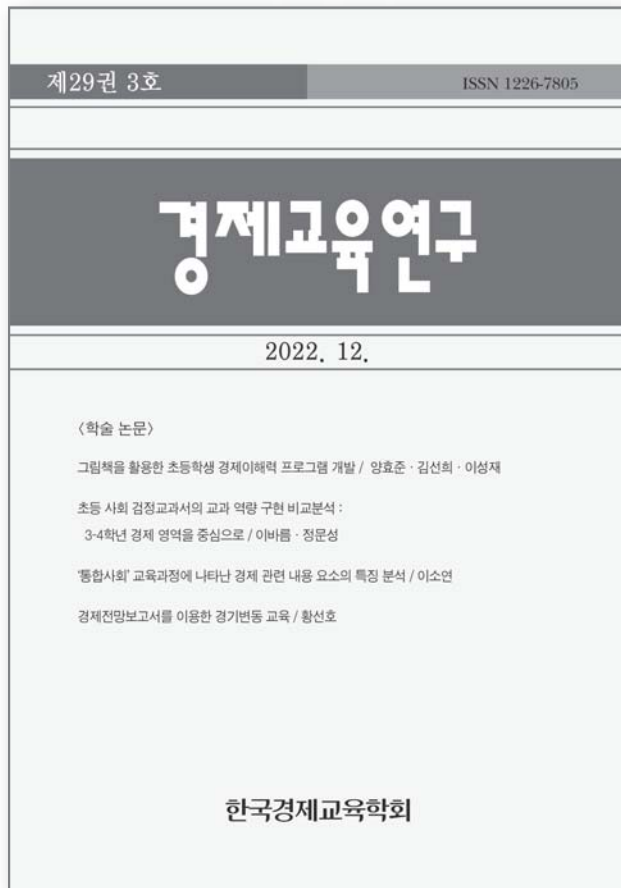 제29권 3호
ISSN 1226-7805
경제교육연구
2022. 12.
〈학술 논문〉
그림책을 활용한 초등학생 경제이해력 프로그램 개발 / 양효준 · 김선희 · 이성재
초등 사회 검정교과서의 교과 역량 구현 비교분석 :
3-4학년 경제 영역을 중심으로 / 이바름 · 정문성
‘통합사회’ 교육과정에 나타난 경제 관련 내용 요소의 특징 분석 / 이소연
경제전망보고서를 이용한 경기변동 교육 / 황선호
한국경제교육학회